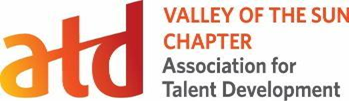 atd
VALLEY OF THE SUN
CHAPTER
Association for
Talent Development